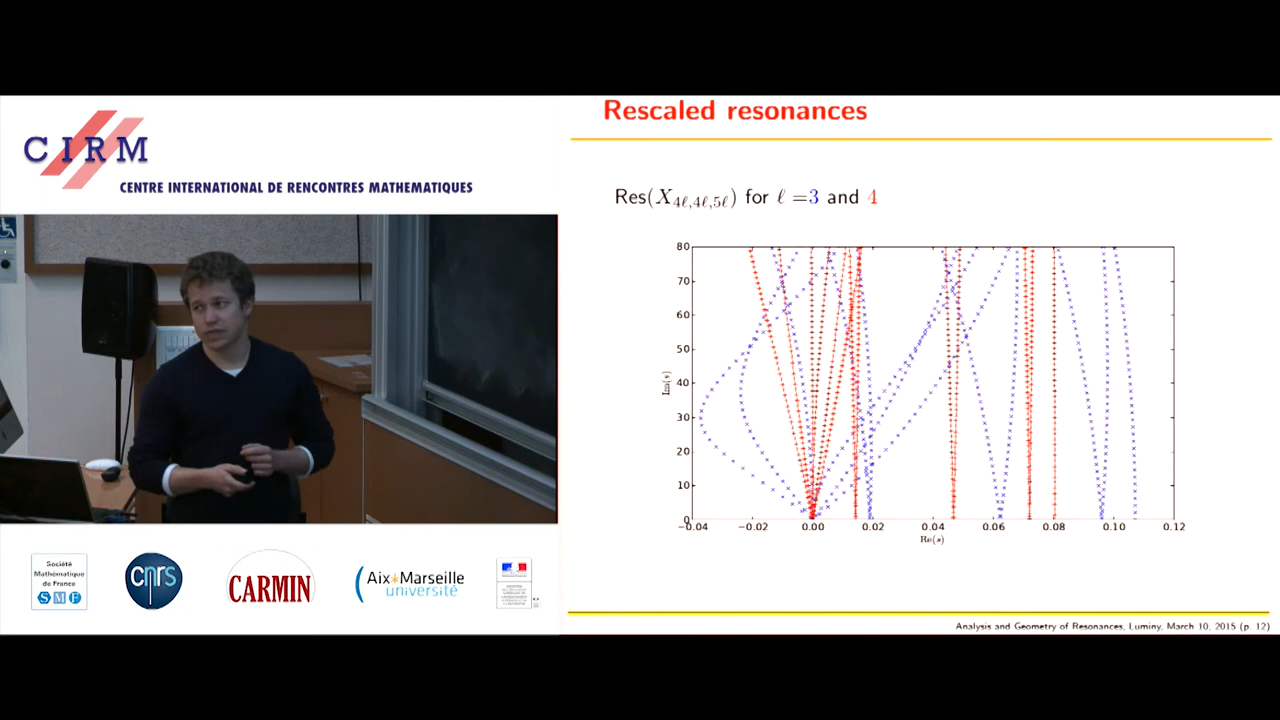 CIRM
CENTRE INTERNATIONAL DE RENCONTRES MATHEMATIQUES
Société
Mathématique
de France
SMF
cnrs
CARMIN
Aix*Marseille
université
Rescaled resonances
Res(X₄ℓ,₄ℓ,₅ℓ) for ℓ =3 and 4
80
70
60
50
40
30
20
10
0
Im(s)
−0.04 −0.02 0.00 0.02 0.04 0.06 0.08 0.10 0.12
Re(s)
Analysis and Geometry of Resonances, Luminy, March 10, 2015 (p. 12)